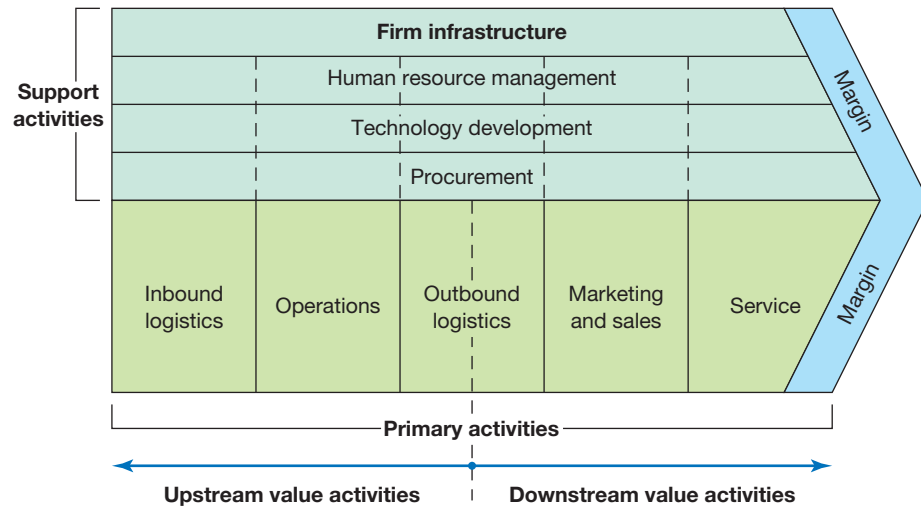 Firm infrastructure
Human resource management
Support
activities
Technology development
Procurement
Margin
Margin
Inbound
logistics
Operations
Outbound
logistics
Marketing
and sales
Service
Primary activities
Upstream value activities
Downstream value activities